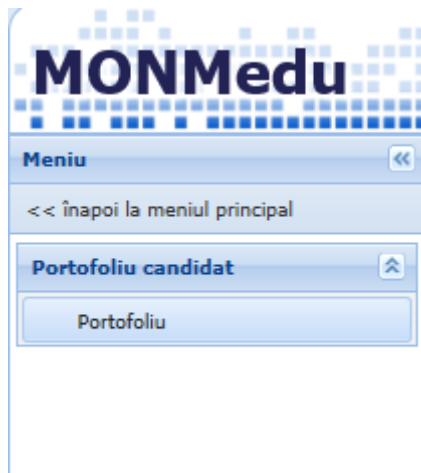 MONMedu
Meniu
<< înapoi la meniul principal
Portofoliu candidat
Portofoliu